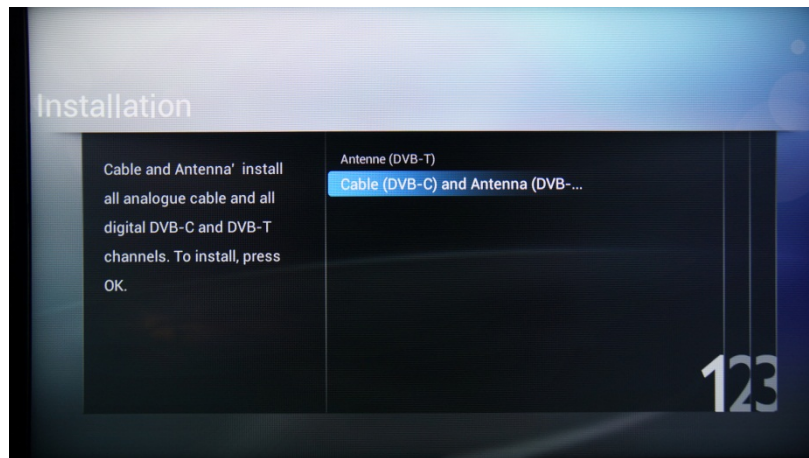 Installation
Cable and Antenna' install
all analogue cable and all
digital DVB-C and DVB-T
channels. To install, press
OK.
Antenne (DVB-T)
Cable (DVB-C) and Antenna (DVB-...
123